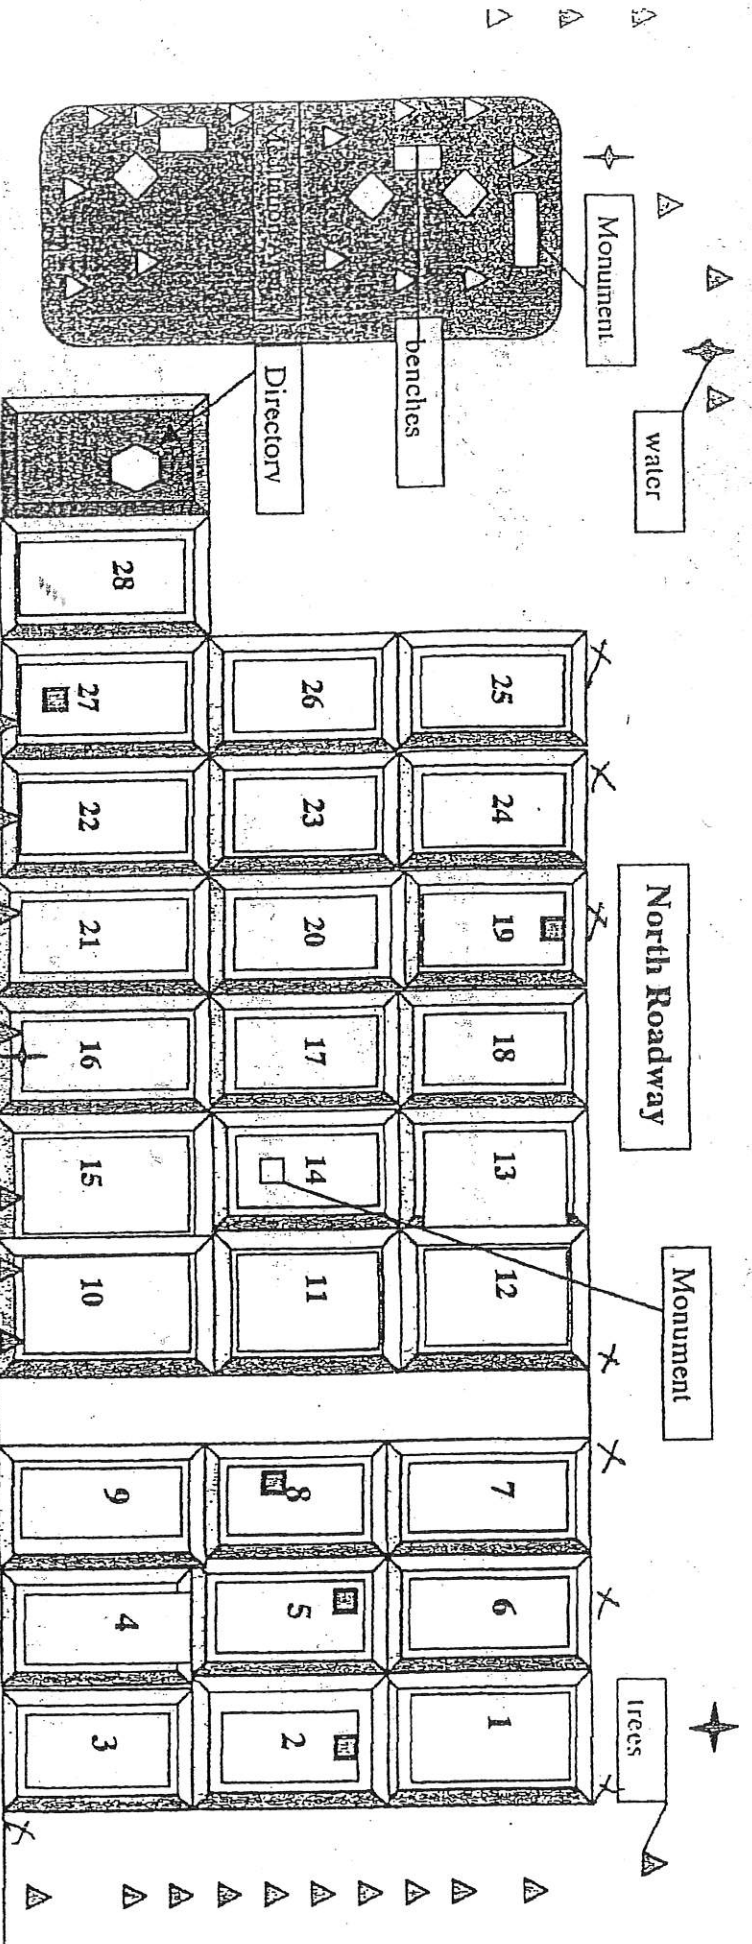 Monument
water
North Roadway
trees
Monument
25 24 19 18 13 12 7 6 1
benches
26 23 20 17 14 11 8 5 2
Directory
28 27 22 21 16 15 10 9 4 3